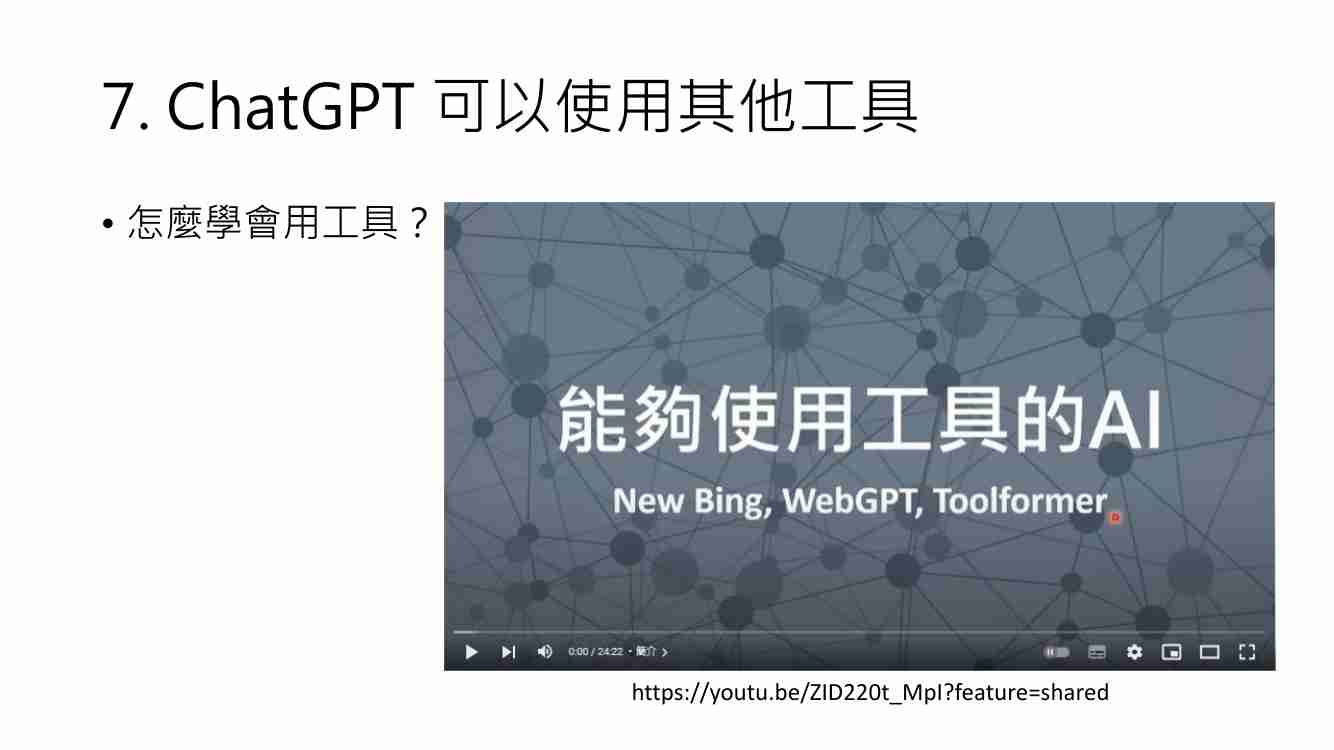 7. ChatGPT 可以使用其他工具
• 怎麼學會用工具？
能夠使用工具的AI
New Bing, WebGPT, Toolformer
0:00 / 24:22 • 簡介 >
https://youtu.be/ZID220t_MpI?feature=shared